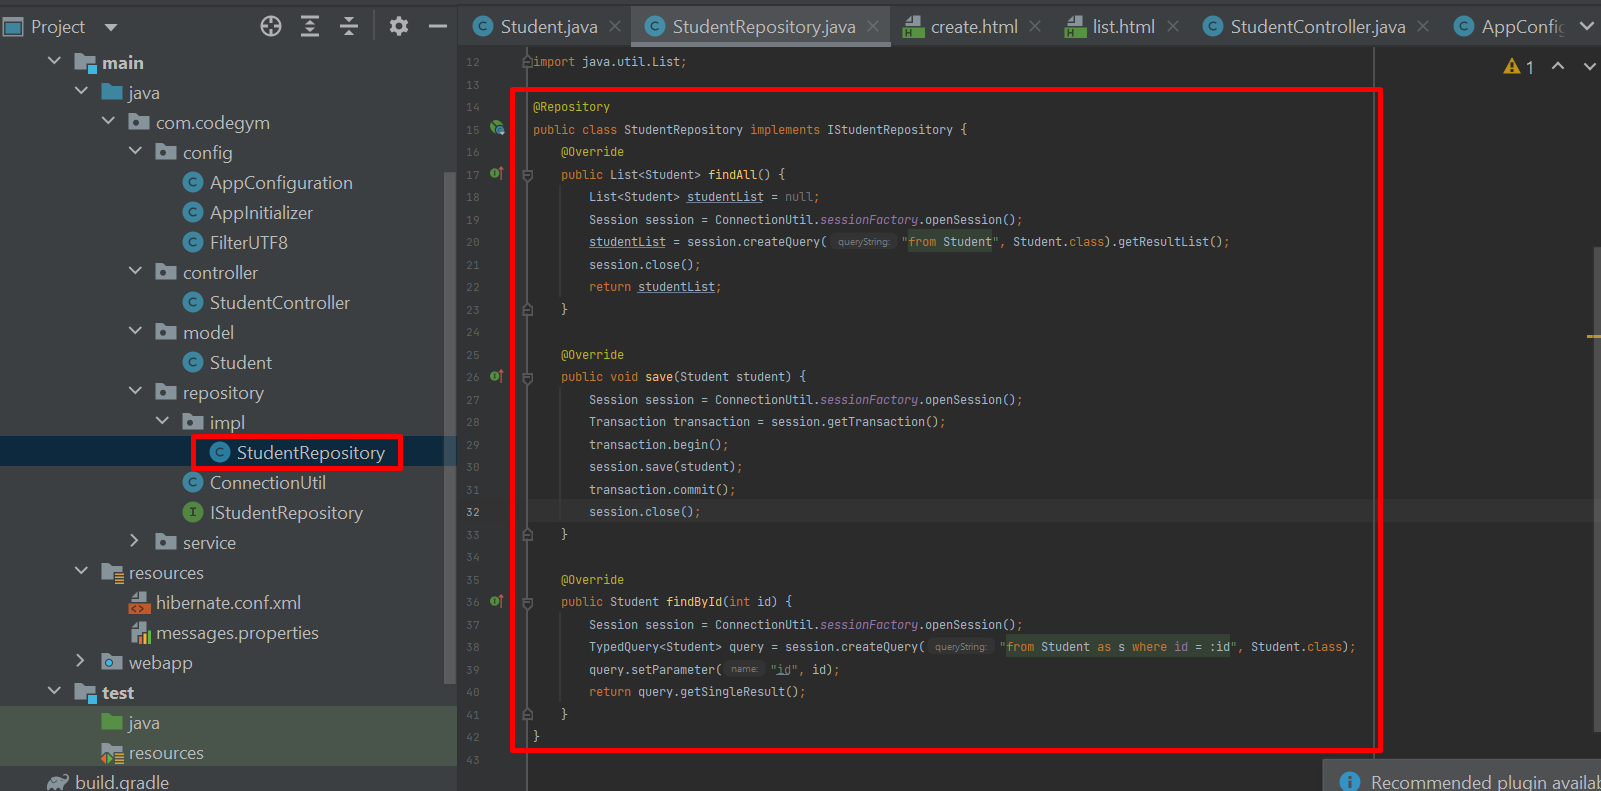 Project
main
java
com.codegym
config
AppConfiguration
AppInitializer
FilterUTF8
controller
StudentController
model
Student
repository
impl
StudentRepository
ConnectionUtil
IStudentRepository
service
resources
hibernate.conf.xml
messages.properties
webapp
test
java
resources
build.gradle
Student.java StudentRepository.java create.html list.html StudentController.java AppConfig
1
12 import java.util.List;
13
14 @Repository
15 public class StudentRepository implements IStudentRepository {
16 @Override
17 public List<Student> findAll() {
18 List<Student> studentList = null;
19 Session session = ConnectionUtil.sessionFactory.openSession();
20 studentList = session.createQuery( queryString: "from Student", Student.class).getResultList();
21 session.close();
22 return studentList;
23 }
24
25 @Override
26 public void save(Student student) {
27 Session session = ConnectionUtil.sessionFactory.openSession();
28 Transaction transaction = session.getTransaction();
29 transaction.begin();
30 session.save(student);
31 transaction.commit();
32 session.close();
33 }
34
35 @Override
36 public Student findById(int id) {
37 Session session = ConnectionUtil.sessionFactory.openSession();
38 TypedQuery<Student> query = session.createQuery( queryString: "from Student as s where id = :id", Student.class);
39 query.setParameter( name: "id", id);
40 return query.getSingleResult();
41 }
42 }
43
Recommended plugin availab